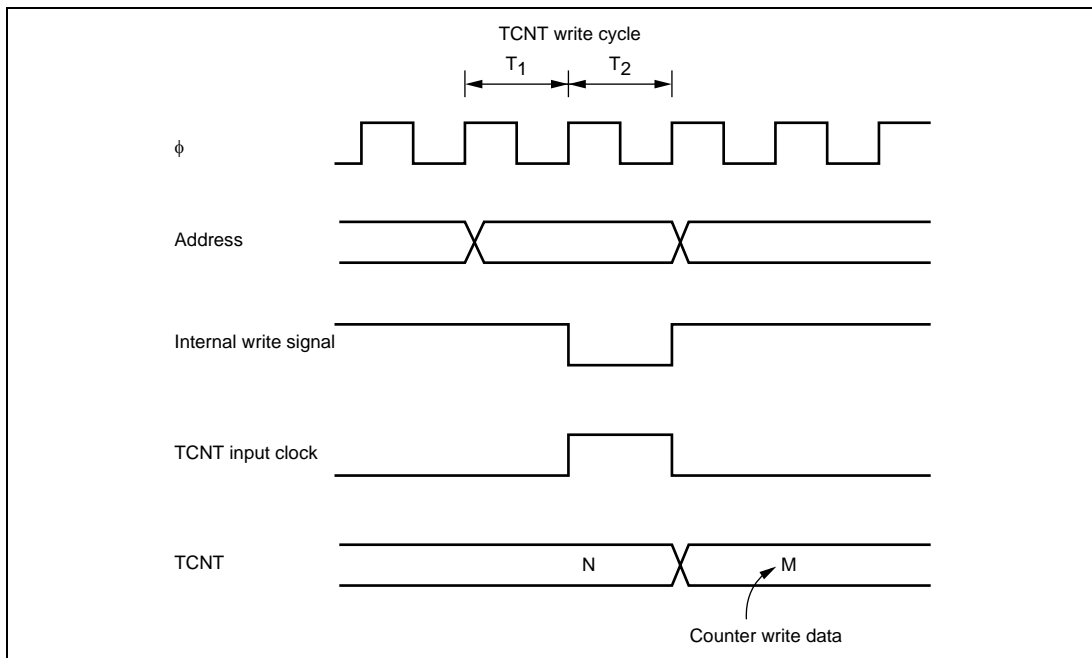 TCNT write cycle
T1 T2
φ
Address
Internal write signal
TCNT input clock
TCNT N M
Counter write data